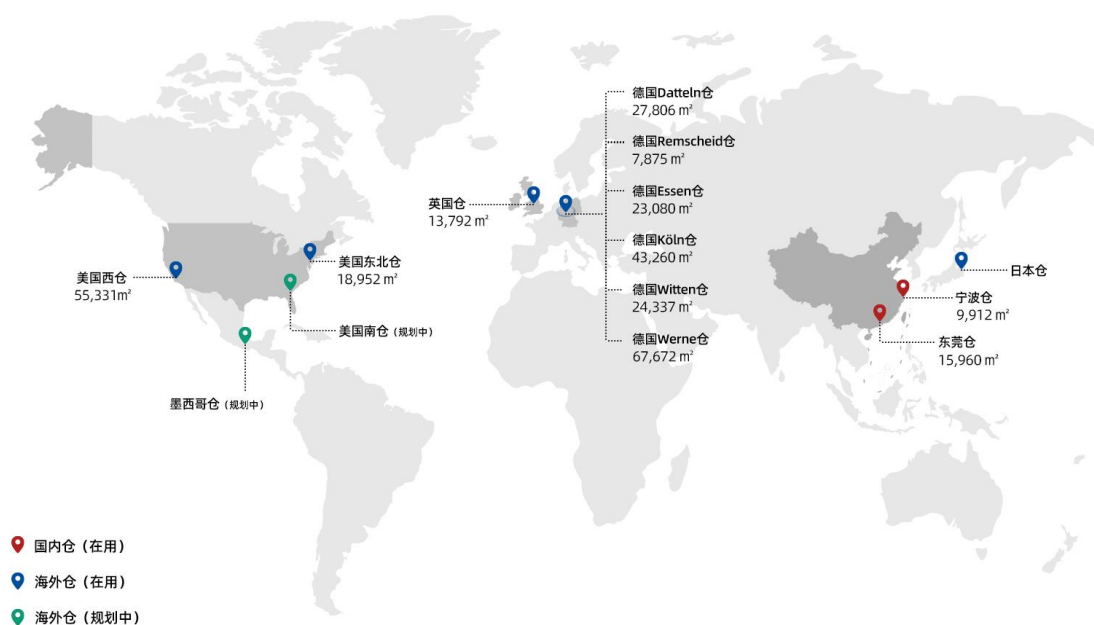 德国Datteln仓
27,806 ㎡
德国Remscheid仓
7,875 ㎡
德国Essen仓
23,080 ㎡
德国Köln仓
43,260 ㎡
德国Witten仓
24,337 ㎡
德国Werne仓
67,672 ㎡
英国仓
13,792 ㎡
美国西仓
55,331㎡
美国东北仓
18,952 ㎡
美国南仓（规划中）
墨西哥仓（规划中）
日本仓
宁波仓
9,912 ㎡
东莞仓
15,960 ㎡
国内仓（在用）
海外仓（在用）
海外仓（规划中）